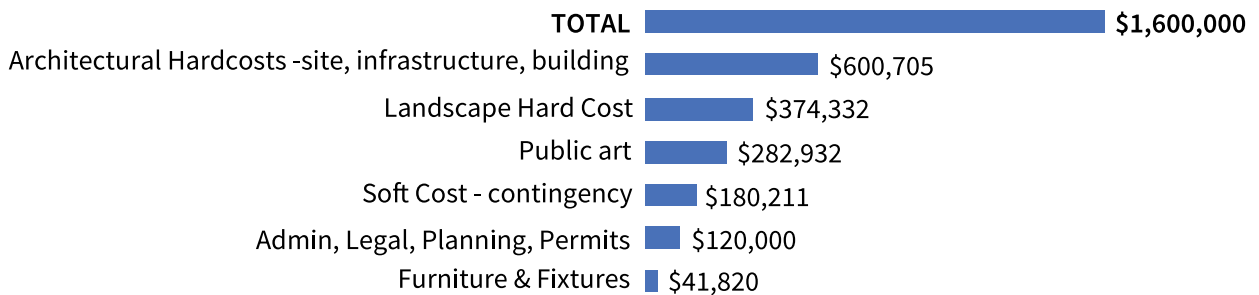 TOTAL $1,600,000
Architectural Hardcosts -site, infrastructure, building $600,705
Landscape Hard Cost $374,332
Public art $282,932
Soft Cost - contingency $180,211
Admin, Legal, Planning, Permits $120,000
Furniture & Fixtures $41,820